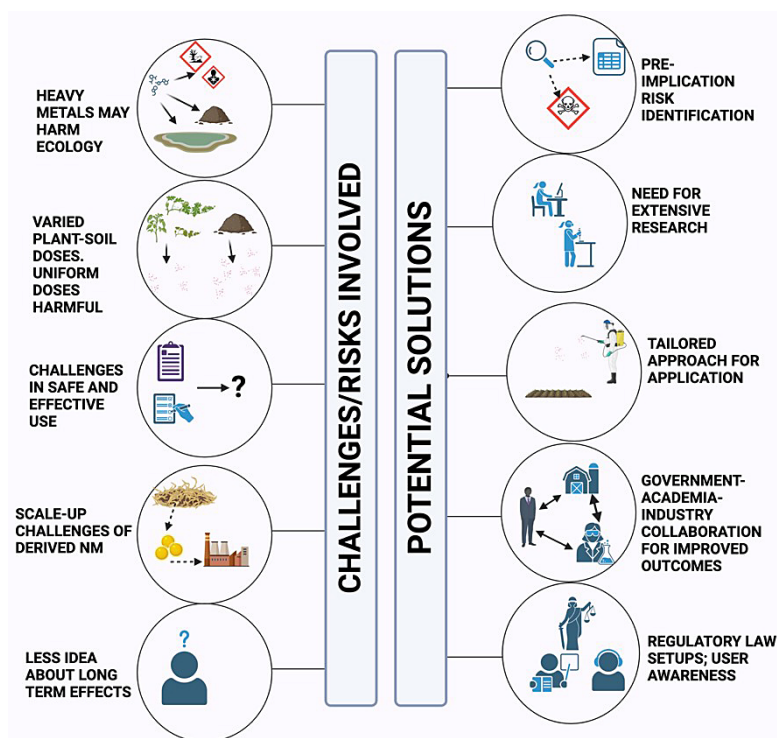 HEAVY
METALS MAY
HARM
ECOLOGY
VARIED
PLANT-SOIL
DOSES.
UNIFORM
DOSES
HARMFUL
CHALLENGES
IN SAFE AND
EFFECTIVE
USE
?
SCALE-UP
CHALLENGES OF
DERIVED NM
LESS IDEA
ABOUT LONG
TERM EFFECTS
?
CHALLENGES/RISKS INVOLVED
POTENTIAL SOLUTIONS
PRE-
IMPLICATION
RISK
IDENTIFICATION
NEED FOR
EXTENSIVE
RESEARCH
TAILORED
APPROACH FOR
APPLICATION
GOVERNMENT-
ACADEMIA-
INDUSTRY
COLLABORATION
FOR IMPROVED
OUTCOMES
REGULATORY LAW
SETUPS; USER
AWARENESS